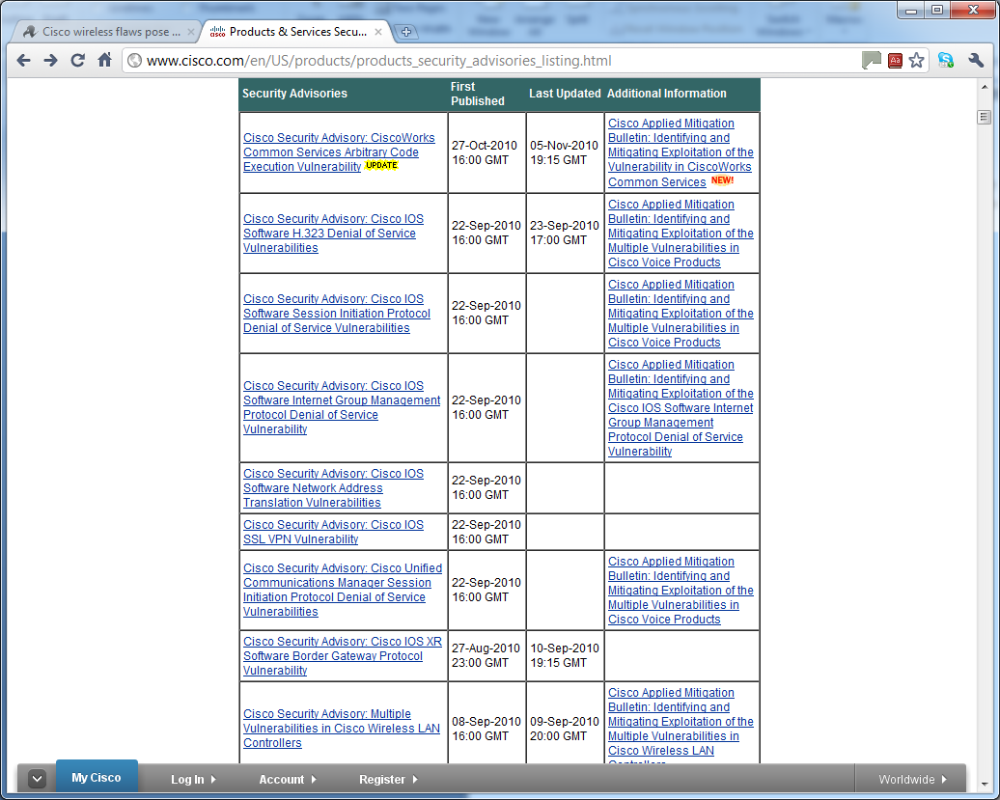 Cisco wireless flaws pose ...
Products & Services Secu...
www.cisco.com/en/US/products/products_security_advisories_listing.html
Security Advisories
First
Published
Last Updated
Additional Information
Cisco Security Advisory: CiscoWorks
Common Services Arbitrary Code
Execution Vulnerability UPDATE
27-Oct-2010
16:00 GMT
05-Nov-2010
19:15 GMT
Cisco Applied Mitigation
Bulletin: Identifying and
Mitigating Exploitation of the
Vulnerability in CiscoWorks
Common Services NEW!
Cisco Security Advisory: Cisco IOS
Software H.323 Denial of Service
Vulnerabilities
22-Sep-2010
16:00 GMT
23-Sep-2010
17:00 GMT
Cisco Applied Mitigation
Bulletin: Identifying and
Mitigating Exploitation of the
Multiple Vulnerabilities in
Cisco Voice Products
Cisco Security Advisory: Cisco IOS
Software Session Initiation Protocol
Denial of Service Vulnerabilities
22-Sep-2010
16:00 GMT
Cisco Applied Mitigation
Bulletin: Identifying and
Mitigating Exploitation of the
Multiple Vulnerabilities in
Cisco Voice Products
Cisco Security Advisory: Cisco IOS
Software Internet Group Management
Protocol Denial of Service
Vulnerability
22-Sep-2010
16:00 GMT
Cisco Applied Mitigation
Bulletin: Identifying and
Mitigating Exploitation of the
Cisco IOS Software Internet
Group Management
Protocol Denial of Service
Vulnerability
Cisco Security Advisory: Cisco IOS
Software Network Address
Translation Vulnerabilities
22-Sep-2010
16:00 GMT
Cisco Security Advisory: Cisco IOS
SSL VPN Vulnerability
22-Sep-2010
16:00 GMT
Cisco Security Advisory: Cisco Unified
Communications Manager Session
Initiation Protocol Denial of Service
Vulnerabilities
22-Sep-2010
16:00 GMT
Cisco Applied Mitigation
Bulletin: Identifying and
Mitigating Exploitation of the
Multiple Vulnerabilities in
Cisco Voice Products
Cisco Security Advisory: Cisco IOS XR
Software Border Gateway Protocol
Vulnerability
27-Aug-2010
23:00 GMT
10-Sep-2010
19:15 GMT
Cisco Security Advisory: Multiple
Vulnerabilities in Cisco Wireless LAN
Controllers
08-Sep-2010
16:00 GMT
09-Sep-2010
20:00 GMT
Cisco Applied Mitigation
Bulletin: Identifying and
Mitigating Exploitation of the
Multiple Vulnerabilities in
Cisco Wireless LAN
My Cisco
Log In
Account
Register
Worldwide